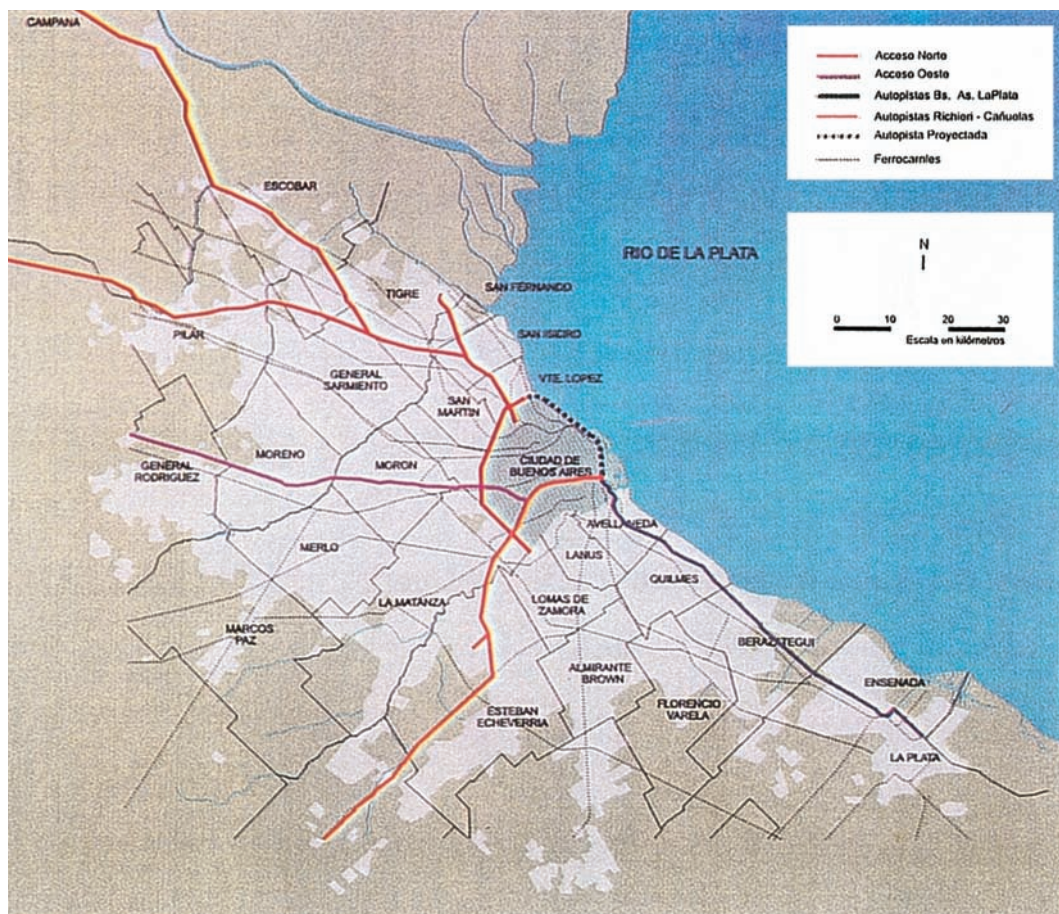 CAMPANA
Acceso Norte
Acceso Oeste
Autopistas Bs. As. LaPlata
Autopistas Richieri - Cañuelas
Autopista Proyectada
Ferrocarriles
ESCOBAR
N
RIO DE LA PLATA
TIGRE
SAN FERNANDO
0 10 20 30
Escala en kilómetros
PILAR
SAN ISIDRO
GENERAL
SARMIENTO
VTE. LOPEZ
SAN
MARTIN
MORENO
MORON
CIUDAD DE
BUENOS AIRES
GENERAL
RODRIGUEZ
AVELLANEDA
MERLO
LANUS
QUILMES
LA MATANZA
LOMAS DE
ZAMORA
MARCOS
PAZ
BERAZATEGUI
ALMIRANTE
BROWN
ENSENADA
ESTEBAN
ECHEVERRIA
FLORENCIO
VARELA
LA PLATA